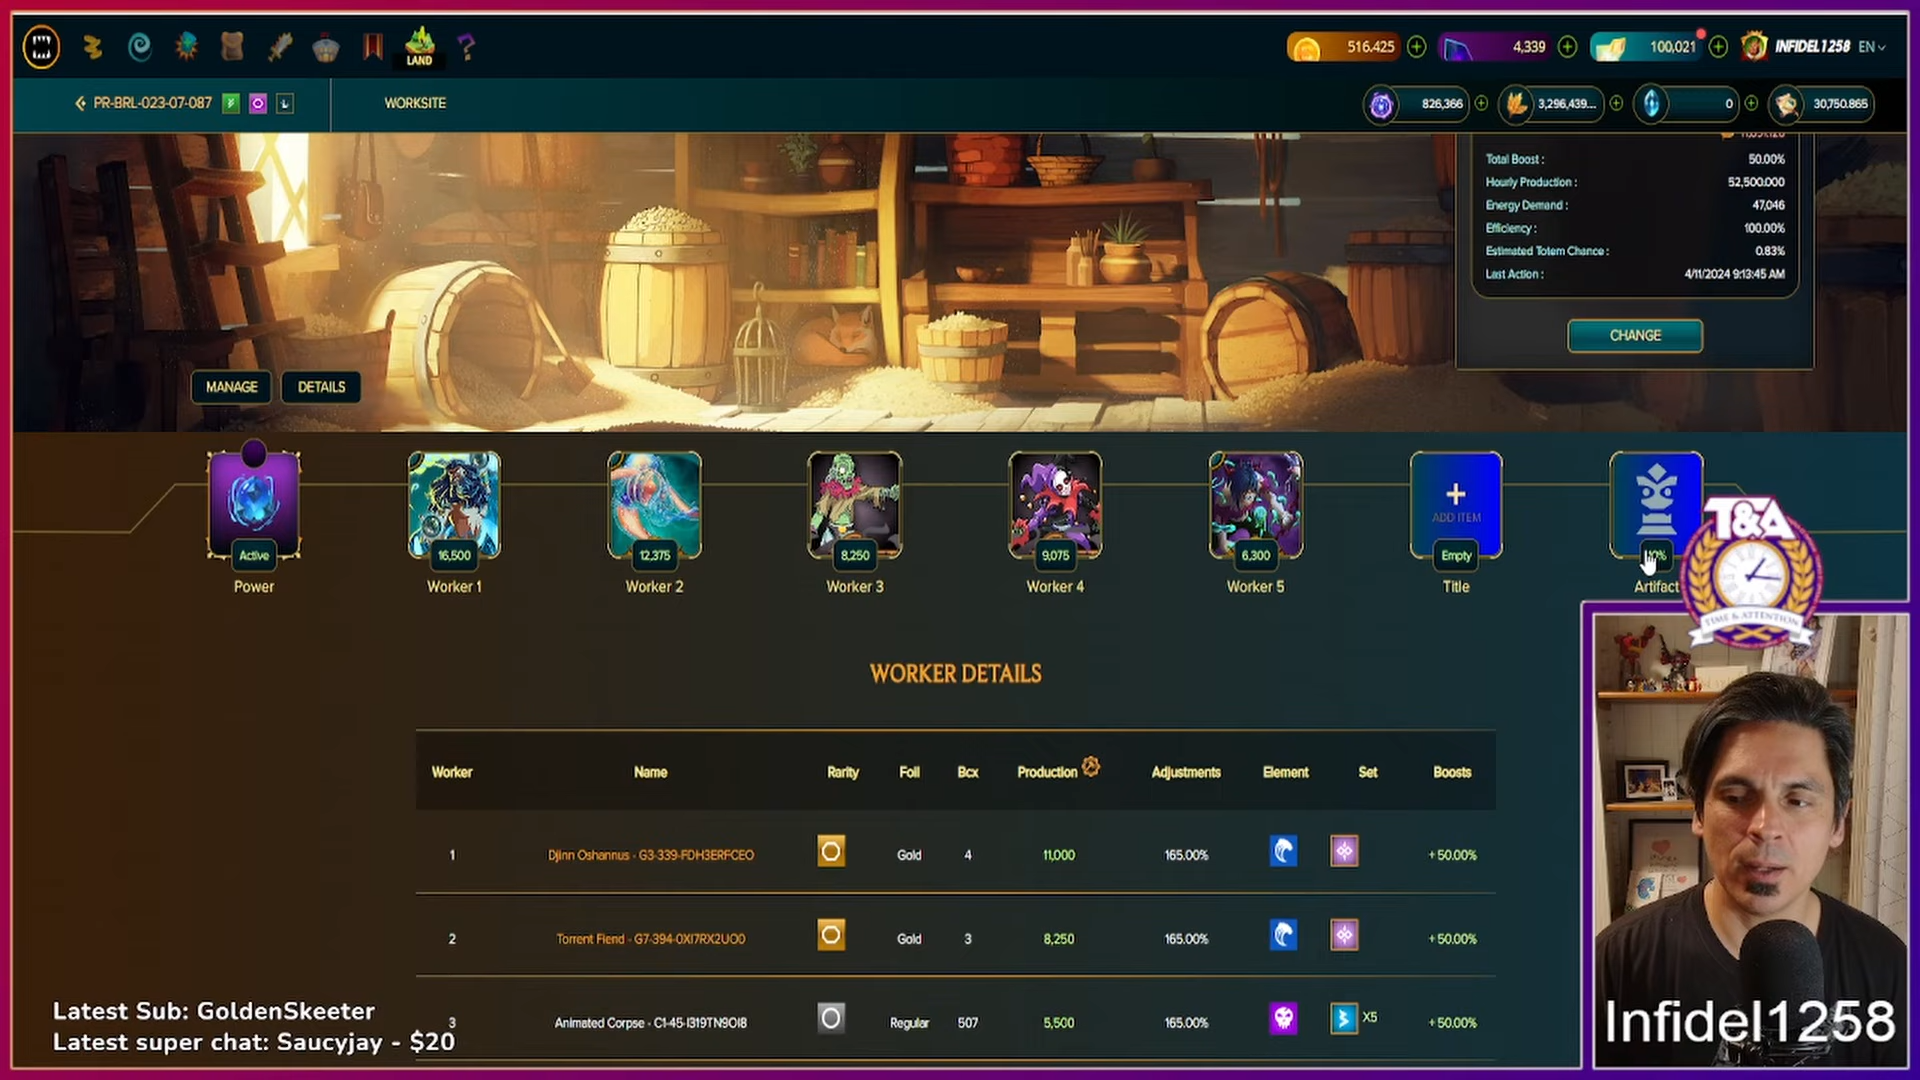 LAND
516.425
4,339
100,021
INFIDEL1258
EN
PR-BRL-023-07-087
WORKSITE
826,366
3,296,439...
0
30,750.865
Total Boost :
50.00%
Hourly Production :
52,500.000
Energy Demand :
47,046
Efficiency :
100.00%
Estimated Totem Chance :
0.83%
Last Action :
4/11/2024 9:13:45 AM
CHANGE
MANAGE
DETAILS
ADD ITEM
Active
16,500
12,375
8,250
9,075
6,300
Empty
Power
Worker 1
Worker 2
Worker 3
Worker 4
Worker 5
Title
Artifact
T&A
TIME & ATTENTION
WORKER DETAILS
Worker
Name
Rarity
Foil
Bcx
Production
Adjustments
Element
Set
Boosts
1
Djinn Oshannus - G3-339-FDH3ERFCEO
Gold
4
11,000
165.00%
+ 50.00%
2
Torrent Fiend - G7-394-0XI7RX2UO0
Gold
3
8,250
165.00%
+ 50.00%
3
Animated Corpse - C1-45-I319TN9OI8
Regular
507
5,500
165.00%
X5
+ 50.00%
Latest Sub: GoldenSkeeter
Latest super chat: Saucyjay - $20
Infidel1258